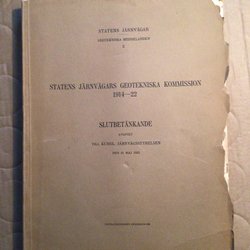 STATENS JÄRNVÄGAR
GEOTEKNISKA MEDDELANDEN
2
STATENS JÄRNVÄGARS GEOTEKNISKA KOMMISSION
1914—22
SLUTBETÄNKANDE
AVGIVET
TILL KUNGL. JÄRNVÄGSSTYRELSEN
DEN 31 MAJ 1922